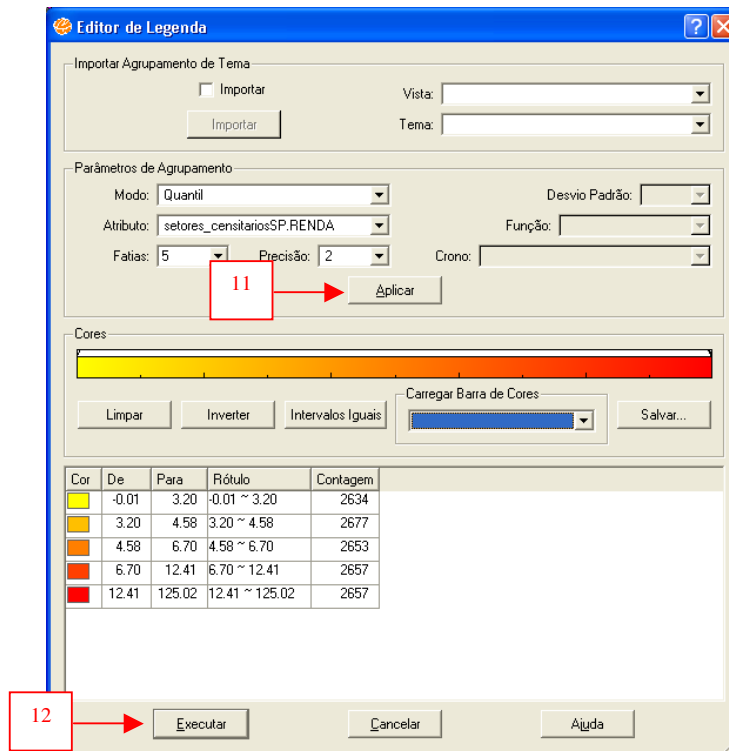 Editor de Legenda
Importar Agrupamento de Tema
Importar
Vista:
Importar
Tema:
Parâmetros de Agrupamento
Modo: Quantil
Desvio Padrão:
Atributo: setores_censitariosSP.RENDA
Função:
Fatias: 5
Precisão: 2
Crono:
11
Aplicar
Cores
Limpar
Inverter
Intervalos Iguais
Carregar Barra de Cores
Salvar...
Cor De Para Rótulo Contagem
-0.01 3.20 -0.01 ~ 3.20 2634
3.20 4.58 3.20 ~ 4.58 2677
4.58 6.70 4.58 ~ 6.70 2653
6.70 12.41 6.70 ~ 12.41 2657
12.41 125.02 12.41 ~ 125.02 2657
12
Executar
Cancelar
Ajuda